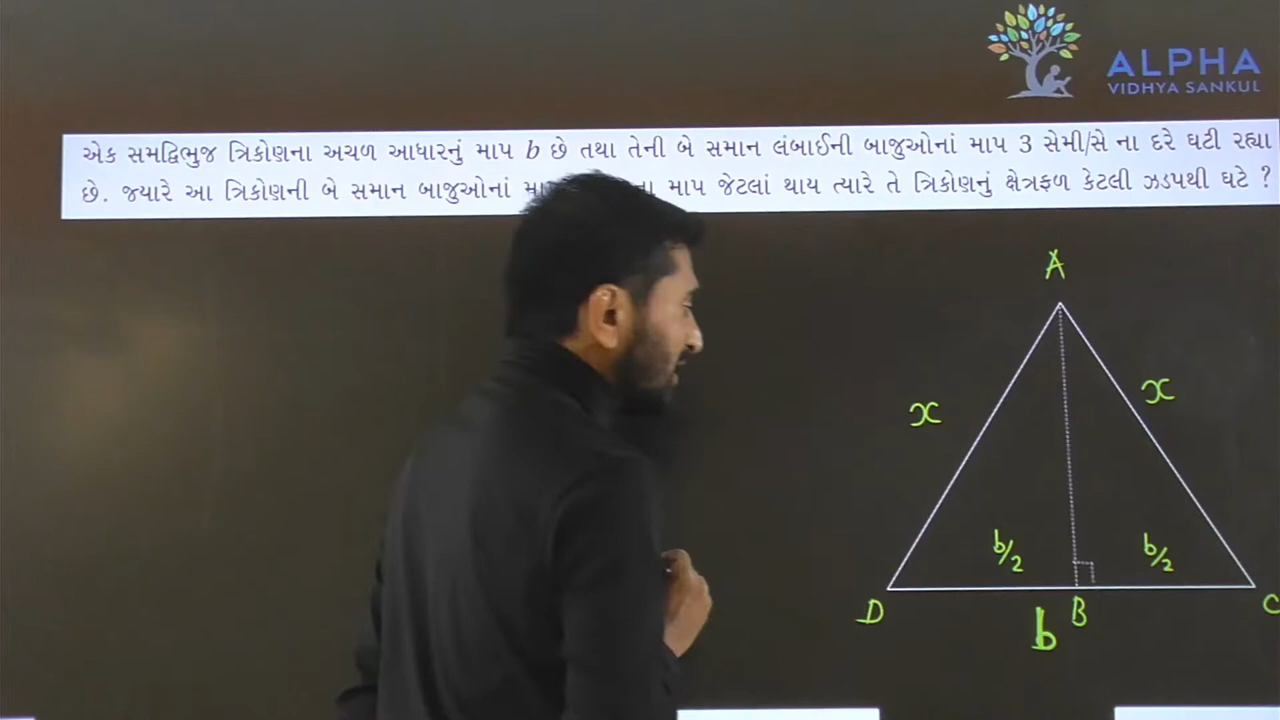 ALPHA
VIDHYA SANKUL
એક સમદ્વિભુજ ત્રિકોણના અચળ આધારનું માપ b છે તથા તેની બે સમાન લંબાઈની બાજુઓનાં માપ 3 સેમી/સે ના દરે ઘટી રહ્યા
છે. જ્યારે આ ત્રિકોણની બે સમાન બાજુઓનાં માપ જેટલાં થાય ત્યારે તે ત્રિકોણનું ક્ષેત્રફળ કેટલી ઝડપથી ઘટે ?
A
x x
b/2 b/2
D B C
b